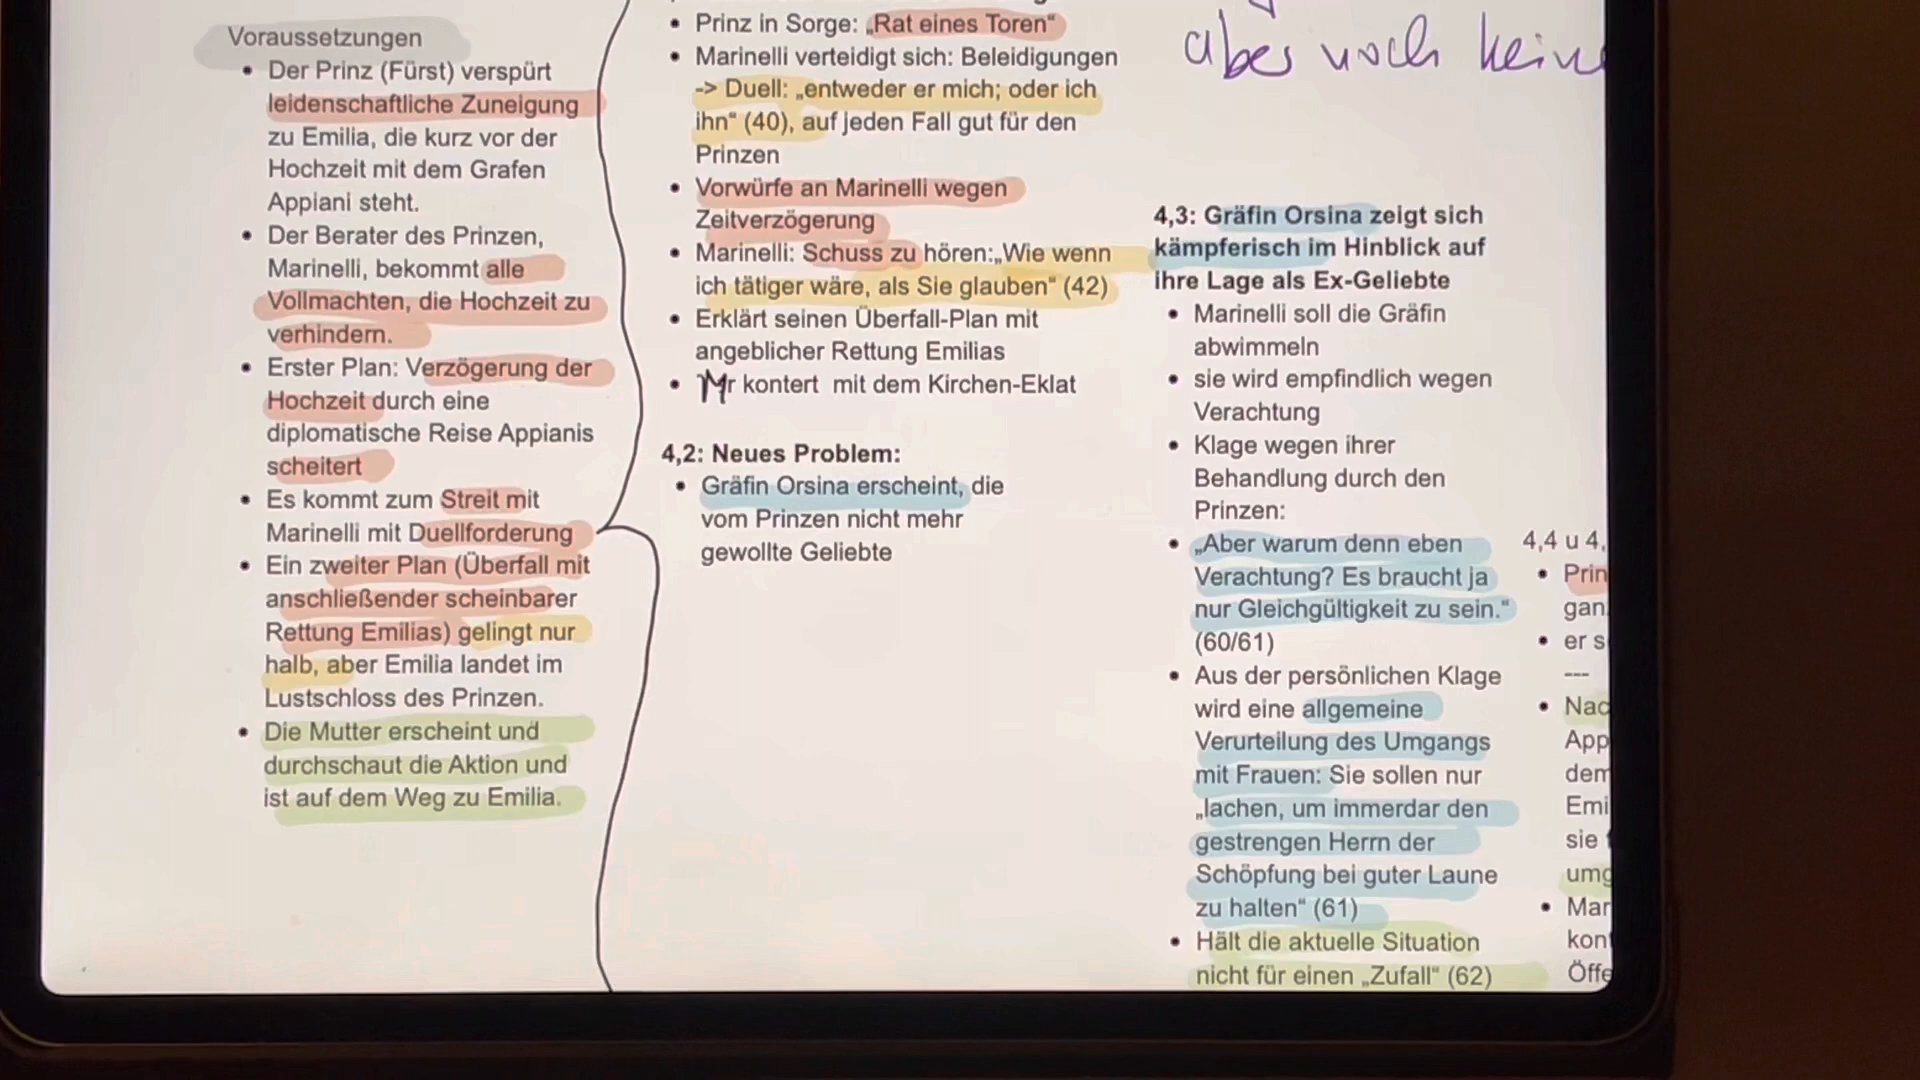 Voraussetzungen
• Der Prinz (Fürst) verspürt
leidenschaftliche Zuneigung
zu Emilia, die kurz vor der
Hochzeit mit dem Grafen
Appiani steht.
• Der Berater des Prinzen,
Marinelli, bekommt alle
Vollmachten, die Hochzeit zu
verhindern.
• Erster Plan: Verzögerung der
Hochzeit durch eine
diplomatische Reise Appianis
scheitert
• Es kommt zum Streit mit
Marinelli mit Duellforderung
• Ein zweiter Plan (Überfall mit
anschließender scheinbarer
Rettung Emilias) gelingt nur
halb, aber Emilia landet im
Lustschloss des Prinzen.
• Die Mutter erscheint und
durchschaut die Aktion und
ist auf dem Weg zu Emilia.
• Prinz in Sorge: „Rat eines Toren“
• Marinelli verteidigt sich: Beleidigungen
-> Duell: „entweder er mich; oder ich
ihn“ (40), auf jeden Fall gut für den
Prinzen
• Vorwürfe an Marinelli wegen
Zeitverzögerung
• Marinelli: Schuss zu hören:„Wie wenn
ich tätiger wäre, als Sie glauben“ (42)
• Erklärt seinen Überfall-Plan mit
angeblicher Rettung Emilias
• kontert mit dem Kirchen-Eklat
4,2: Neues Problem:
• Gräfin Orsina erscheint, die
vom Prinzen nicht mehr
gewollte Geliebte
aber noch keine
4,3: Gräfin Orsina zeigt sich
kämpferisch im Hinblick auf
ihre Lage als Ex-Geliebte
• Marinelli soll die Gräfin
abwimmeln
• sie wird empfindlich wegen
Verachtung
• Klage wegen ihrer
Behandlung durch den
Prinzen:
• „Aber warum denn eben
Verachtung? Es braucht ja
nur Gleichgültigkeit zu sein.“
(60/61)
• Aus der persönlichen Klage
wird eine allgemeine
Verurteilung des Umgangs
mit Frauen: Sie sollen nur
„lachen, um immerdar den
gestrengen Herrn der
Schöpfung bei guter Laune
zu halten“ (61)
• Hält die aktuelle Situation
nicht für einen „Zufall“ (62)
4,4 u 4,
• Prin
gan
• er s
---
• Nac
App
dem
Emi
sie
umg
• Mar
kon
Öffe